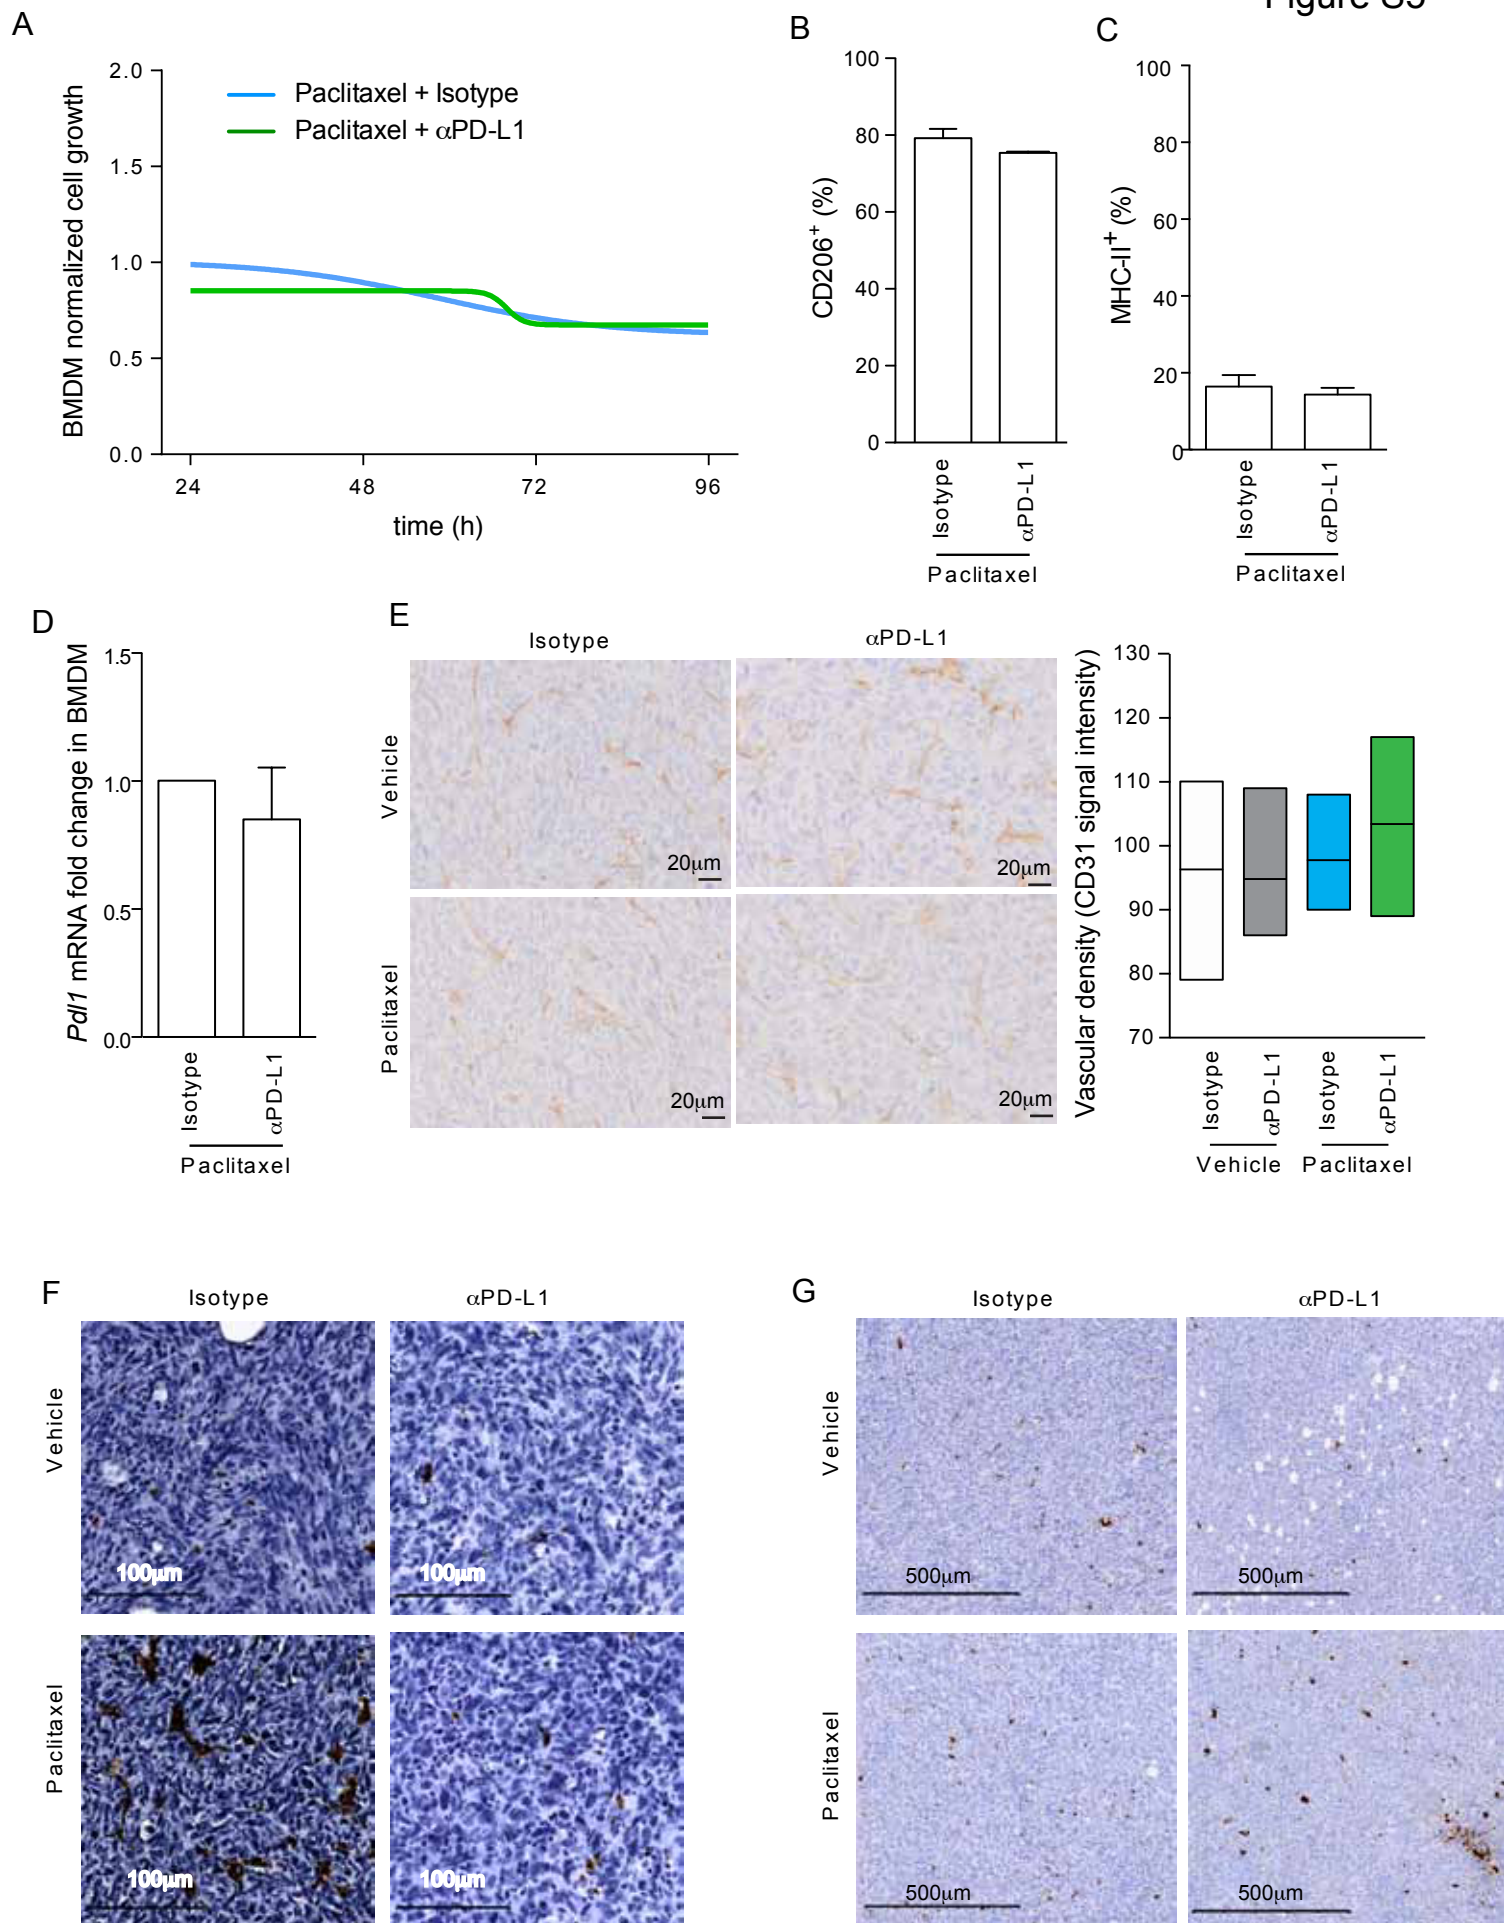 A
2.0
1.5
1.0
0.5
0.0
BMDM normalized cell growth
Paclitaxel + Isotype
Paclitaxel + αPD-L1
24 48 72 96
time (h)
B
100
80
60
40
20
0
CD206+ (%)
Isotype
αPD-L1
Paclitaxel
C
100
80
60
40
20
0
MHC-II+ (%)
Isotype
αPD-L1
Paclitaxel
D
1.5
1.0
0.5
0.0
Pdl1 mRNA fold change in BMDM
Isotype
αPD-L1
Paclitaxel
E
Isotype αPD-L1
Vehicle
20μm
20μm
Paclitaxel
20μm
20μm
130
120
110
100
90
80
70
Vascular density (CD31 signal intensity)
Isotype
αPD-L1
Isotype
αPD-L1
Vehicle Paclitaxel
F
Isotype αPD-L1
Vehicle
100μm
100μm
Paclitaxel
100μm
100μm
G
Isotype αPD-L1
Vehicle
500μm
500μm
Paclitaxel
500μm
500μm